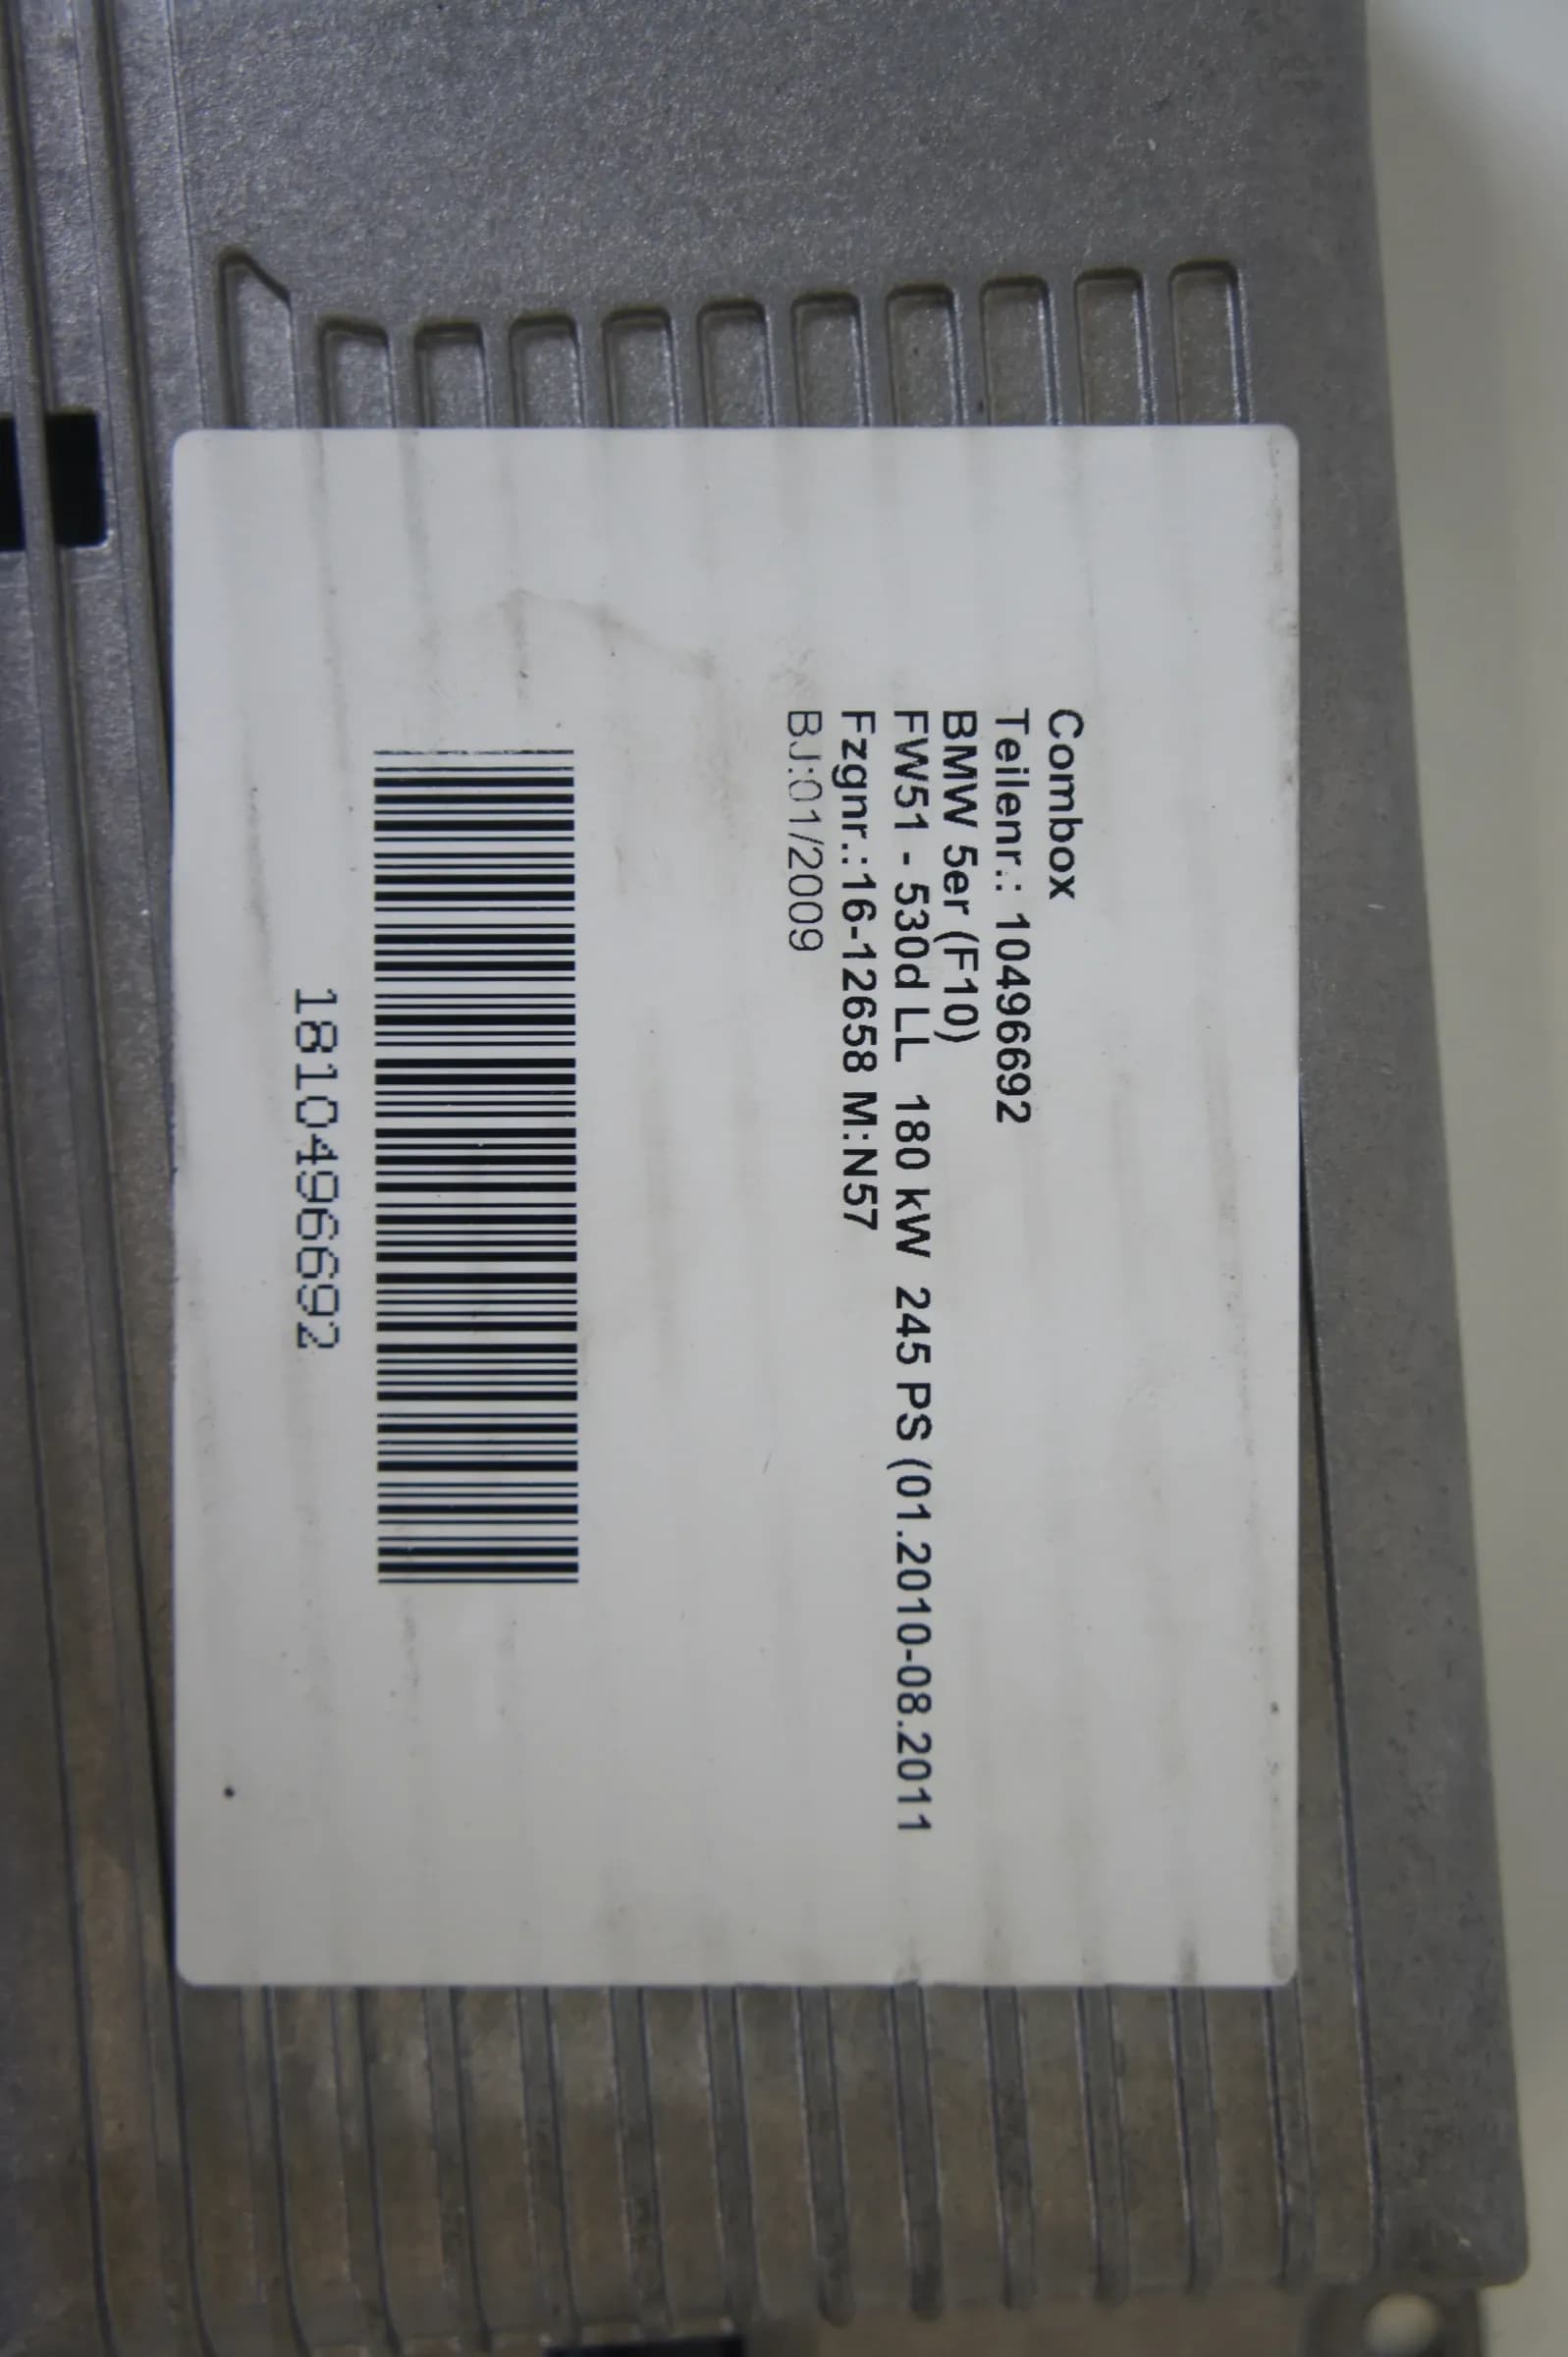 Combox
Teilenr.: 10496692
BMW 5er (F10)
FW51 - 530d LL 180 kW 245 PS (01.2010-08.2011
Fzgnr.:16-12658 M:N57
BJ:01/2009
1810496692